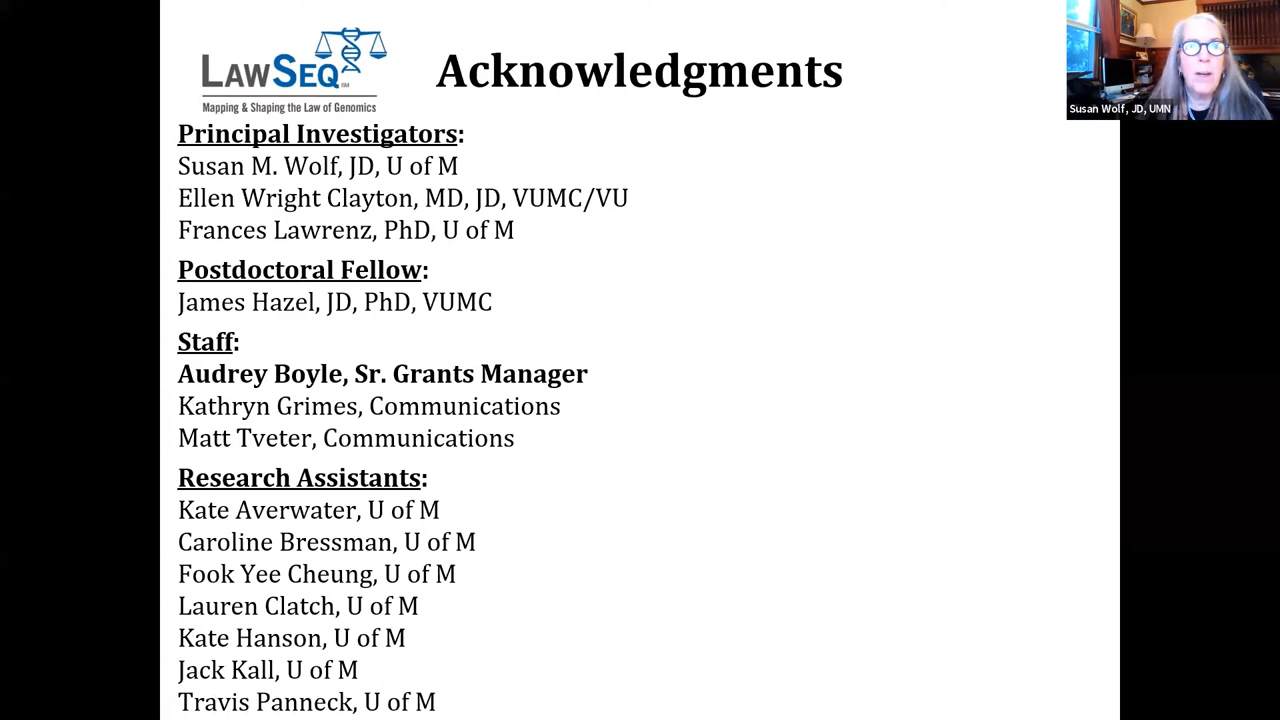 LAWSEQ SM
Mapping & Shaping the Law of Genomics
Acknowledgments
Susan Wolf, JD, UMN
Principal Investigators:
Susan M. Wolf, JD, U of M
Ellen Wright Clayton, MD, JD, VUMC/VU
Frances Lawrenz, PhD, U of M
Postdoctoral Fellow:
James Hazel, JD, PhD, VUMC
Staff:
Audrey Boyle, Sr. Grants Manager
Kathryn Grimes, Communications
Matt Tveter, Communications
Research Assistants:
Kate Averwater, U of M
Caroline Bressman, U of M
Fook Yee Cheung, U of M
Lauren Clatch, U of M
Kate Hanson, U of M
Jack Kall, U of M
Travis Panneck, U of M